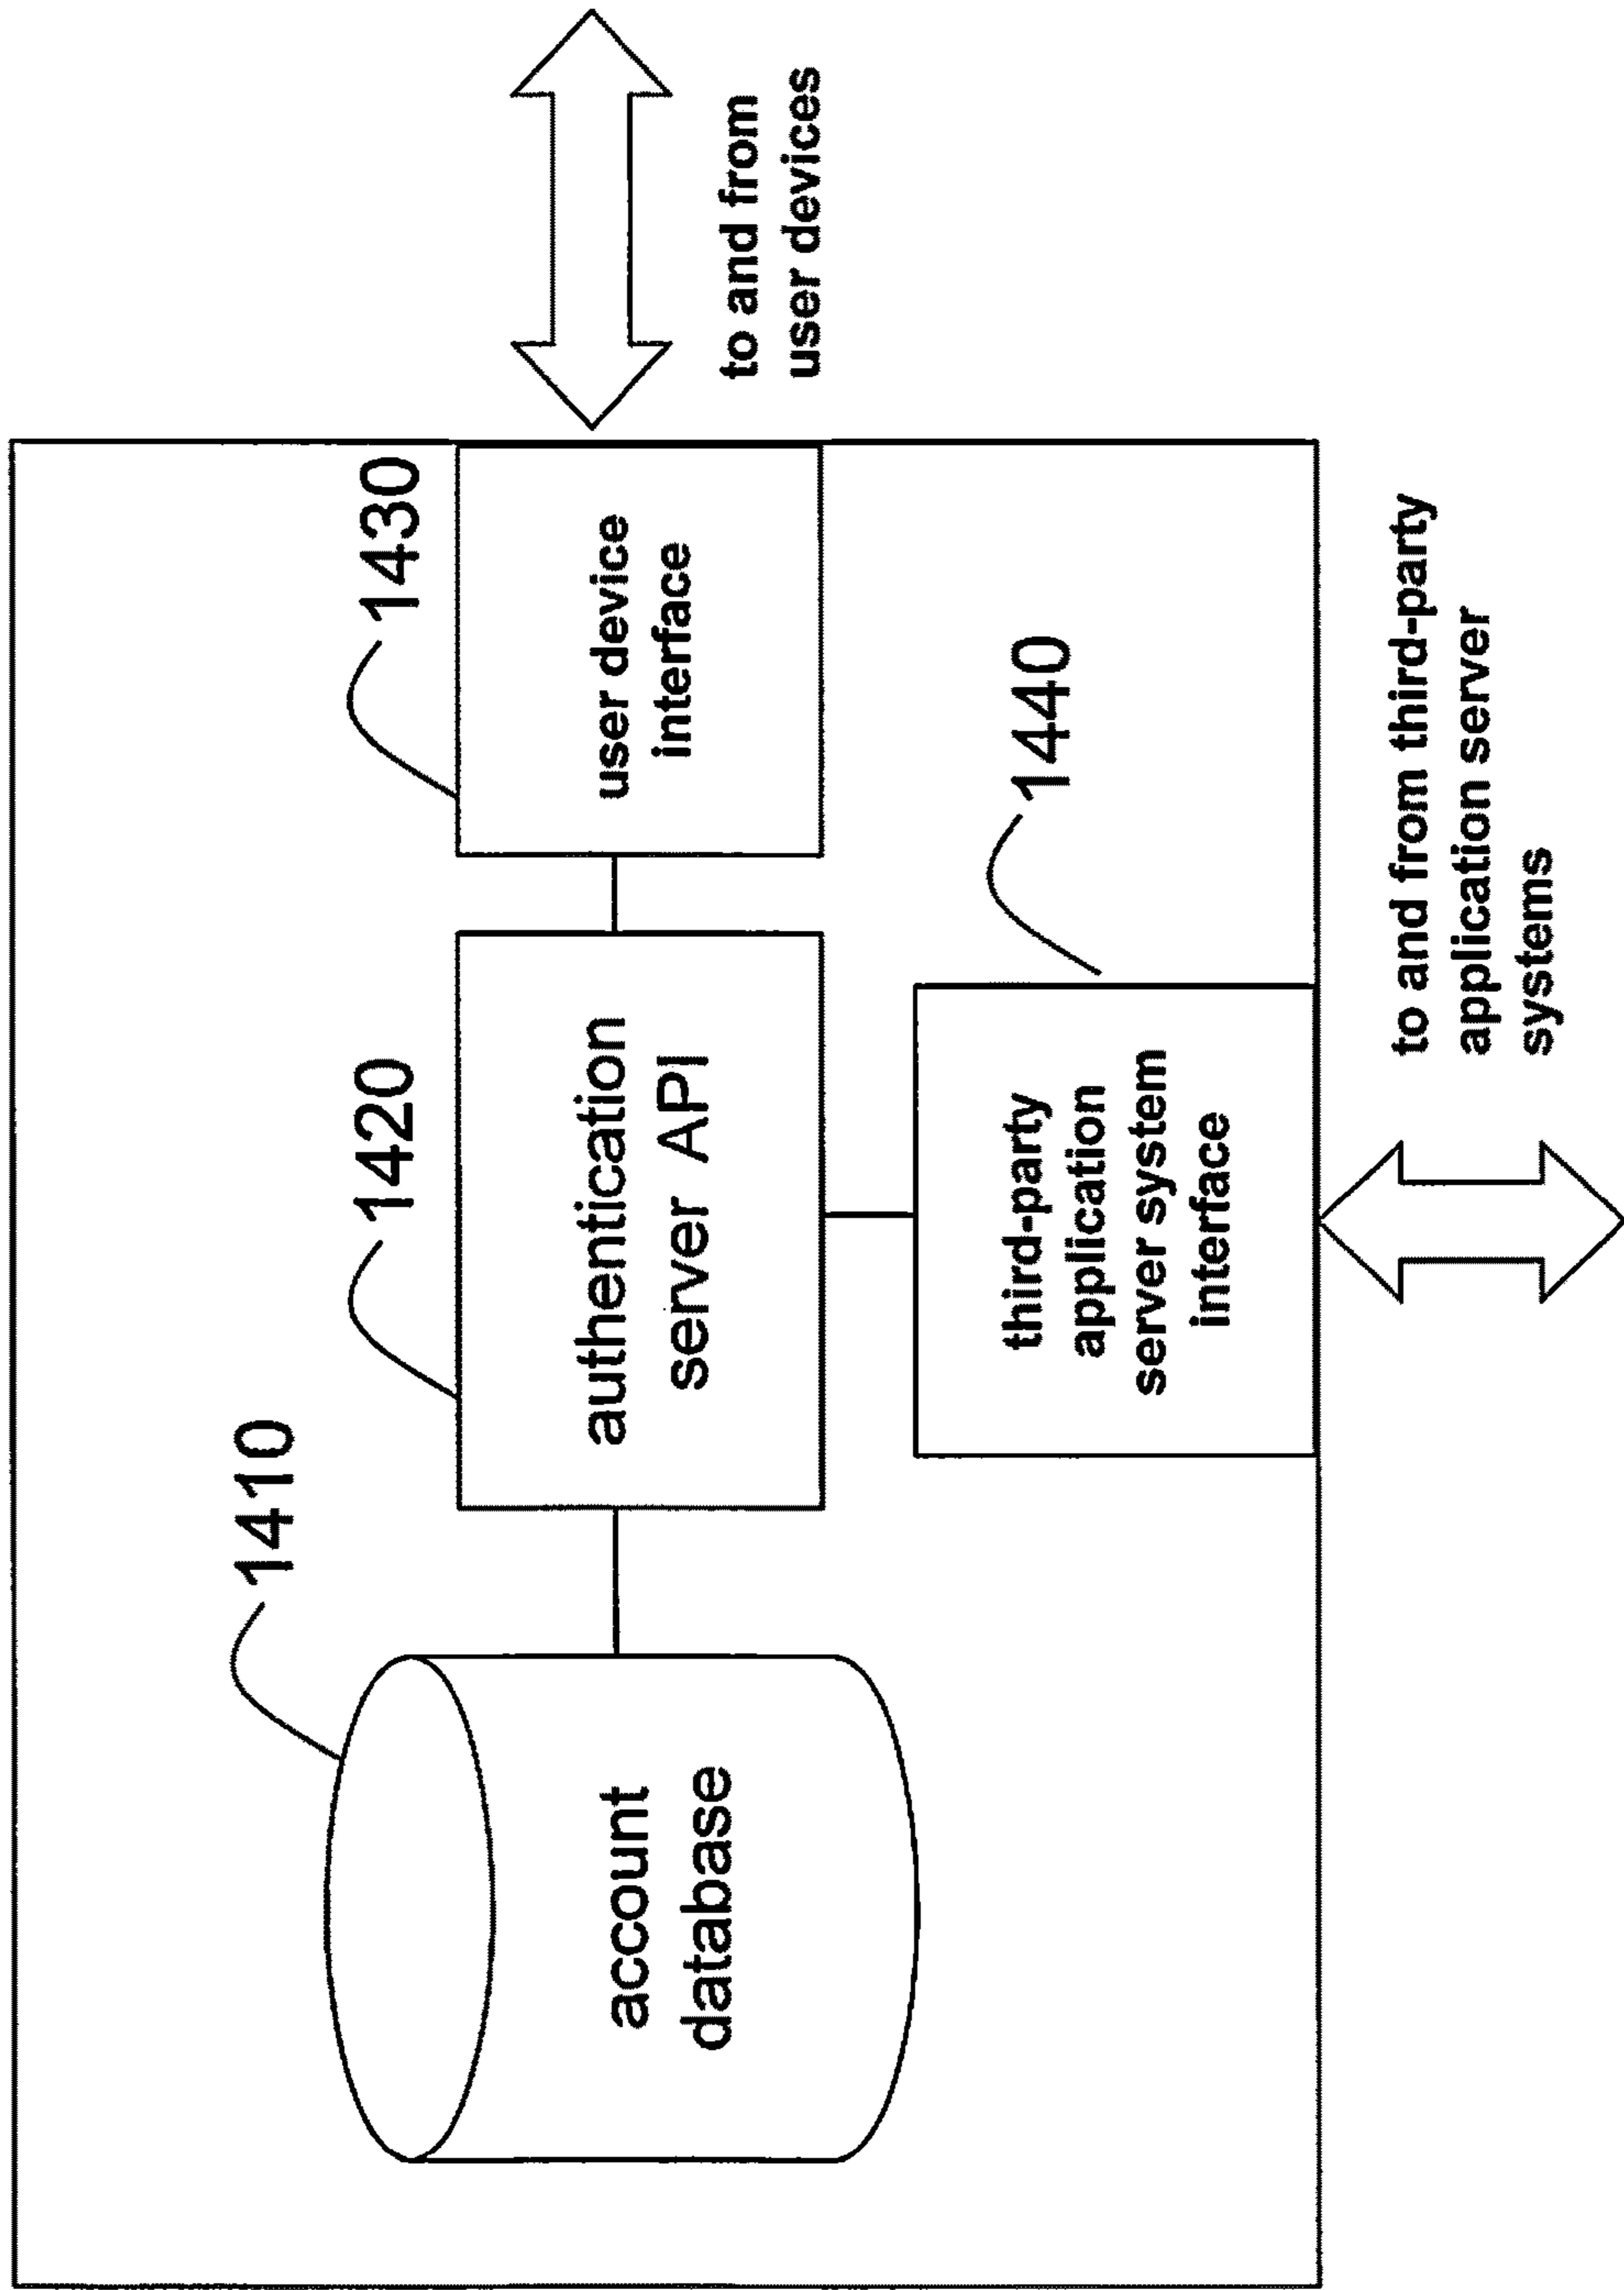 1410
1420
1430
account
database
authentication
server API
user device
interface
to and from
user devices
1440
third-party
application
server system
interface
to and from third-party
application server
systems